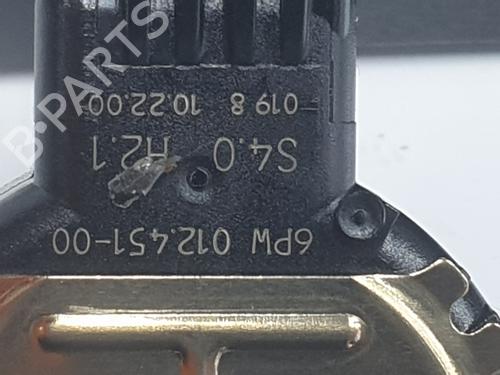 6PW 012.451-00
S4.0 H2.1
019 8 10.22.00
B-PARTS